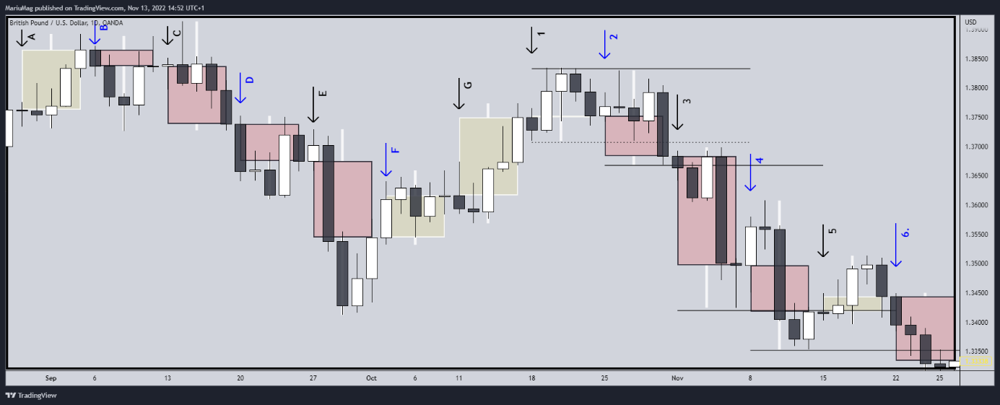 MariuMag published on TradingView.com, Nov 13, 2022 14:52 UTC+1
British Pound / U.S. Dollar, 1D, OANDA
USD
A
B
C
D
E
F
G
1
2
3
4
5
6.
1.39000
1.38500
1.38000
1.37500
1.37000
1.36500
1.36000
1.35500
1.35000
1.34500
1.34000
1.33500
Sep 6 13 20 27 Oct 6 11 18 25 Nov 8 15 22 25
TradingView